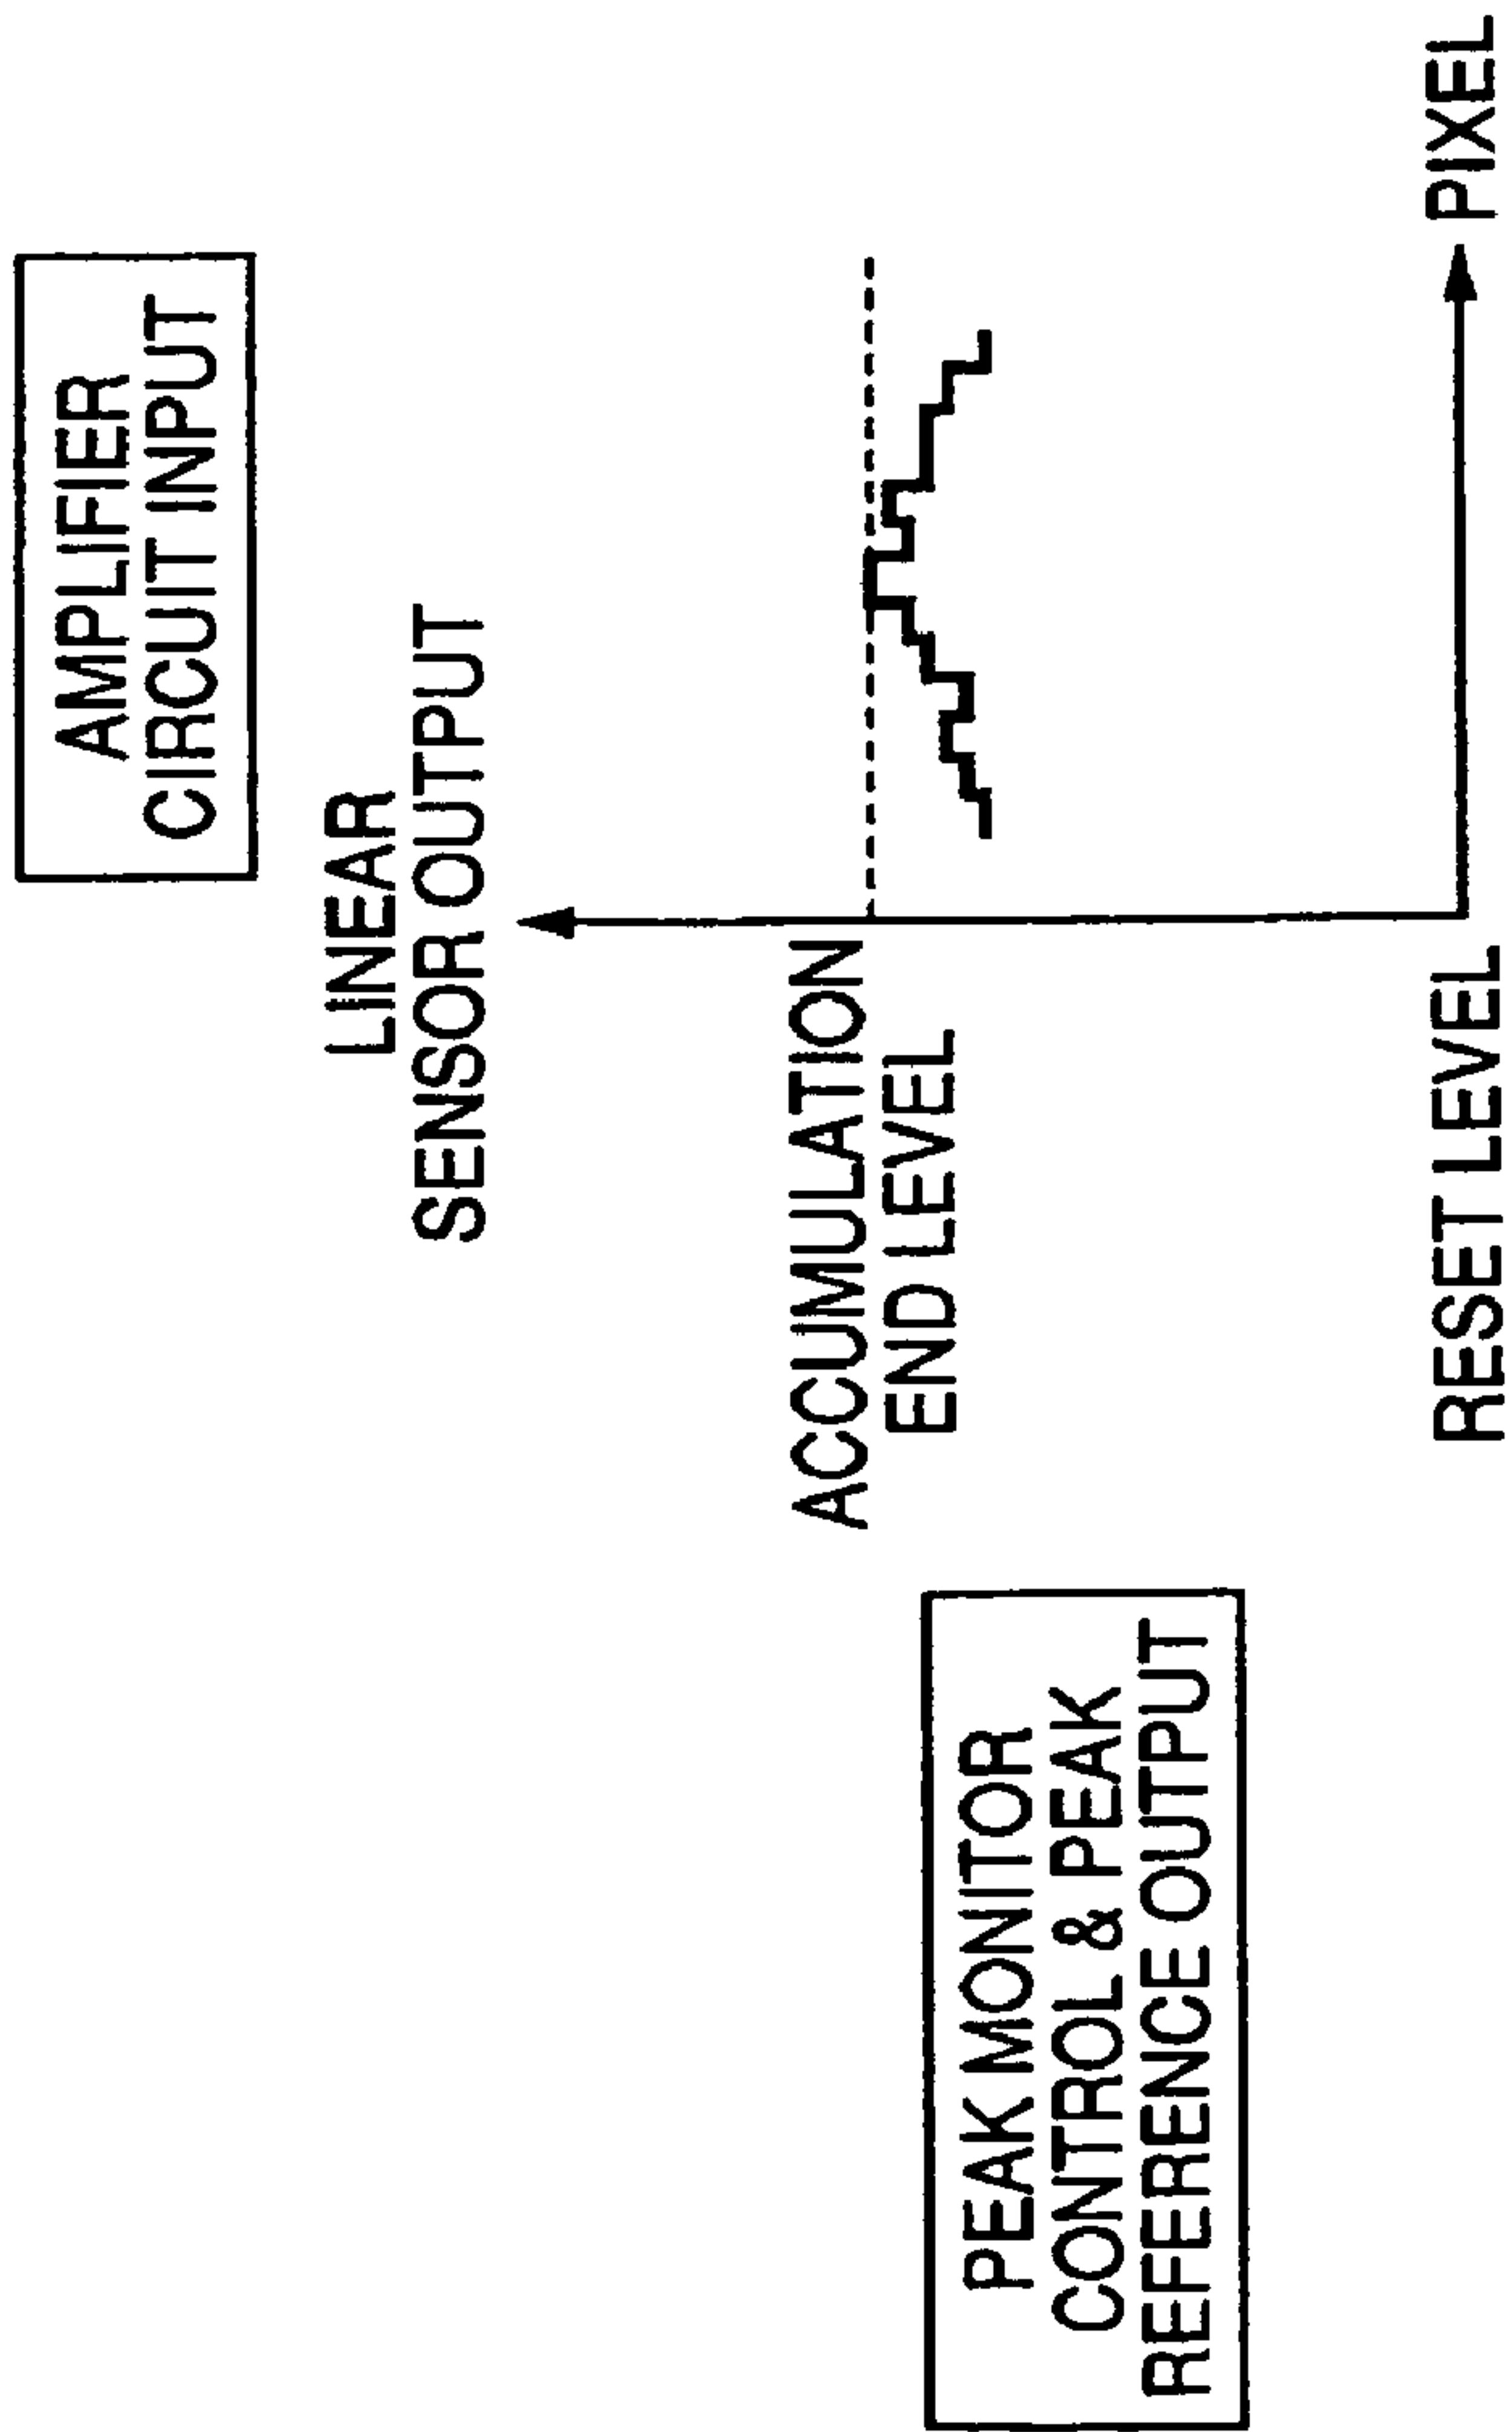 AMPLIFIER
CIRCUIT INPUT
LINEAR
SENSOR OUTPUT
ACCUMULATION
END LEVEL
PEAK MONITOR
CONTROL & PEAK
REFERENCE OUTPUT
RESET LEVEL
PIXEL